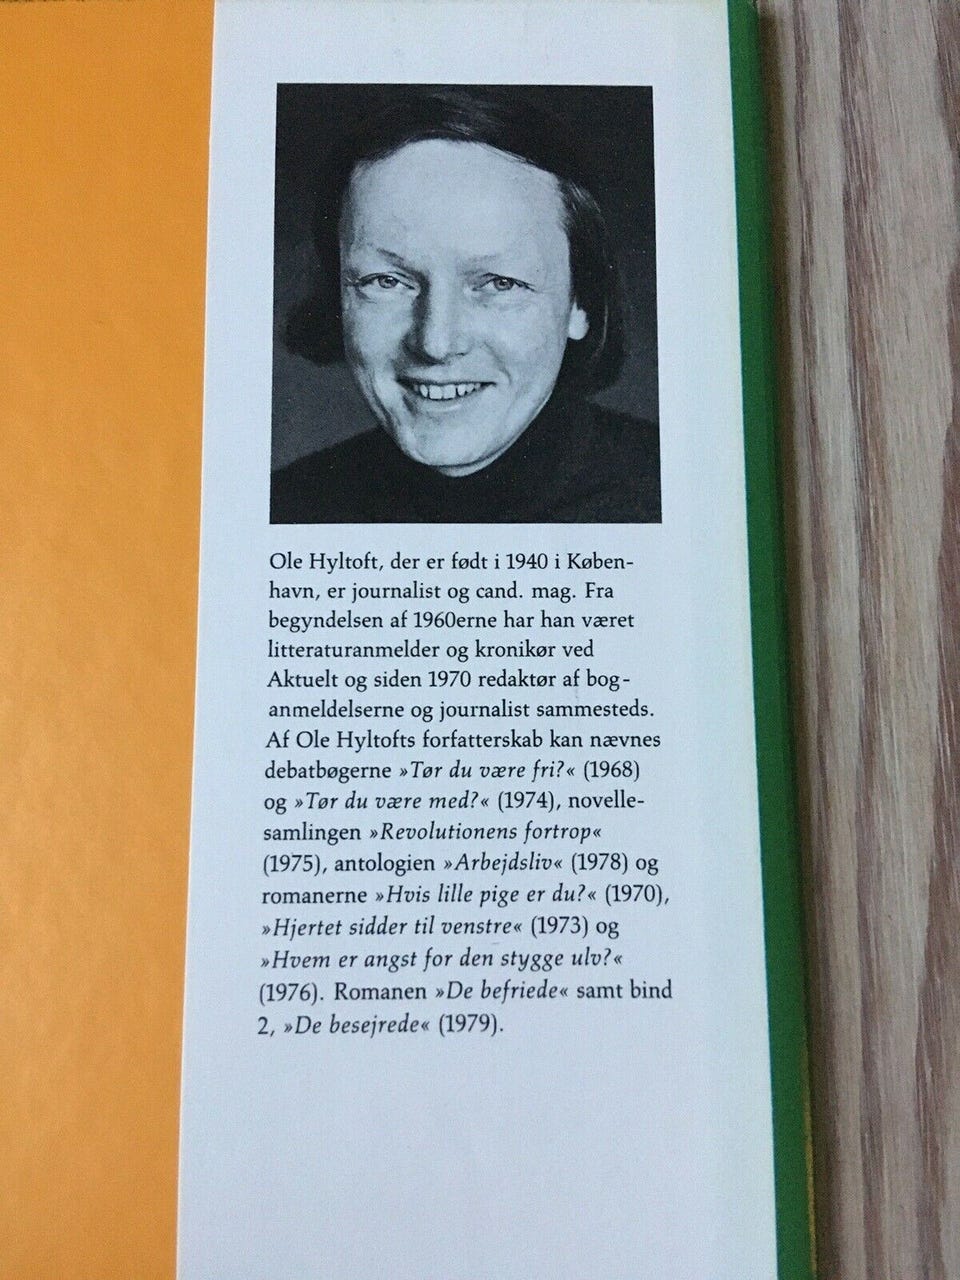 Ole Hyltoft, der er født i 1940 i Køben-
havn, er journalist og cand. mag. Fra
begyndelsen af 1960erne har han været
litteraturanmelder og kronikør ved
Aktuelt og siden 1970 redaktør af bog-
anmeldelserne og journalist sammesteds.
Af Ole Hyltofts forfatterskab kan nævnes
debatbøgerne »Tør du være fri?« (1968)
og »Tør du være med?« (1974), novelle-
samlingen »Revolutionens fortrop«
(1975), antologien »Arbejdsliv« (1978) og
romanerne »Hvis lille pige er du?« (1970),
»Hjertet sidder til venstre« (1973) og
»Hvem er angst for den stygge ulv?«
(1976). Romanen »De befriede« samt bind
2, »De besejrede« (1979).